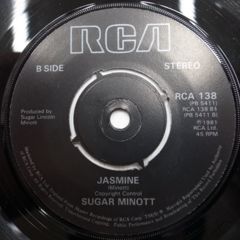 RCA
B SIDE
STEREO
RCA 138
(PB 5411)
RCA 138 B1
(PB 5411 B)
Produced by
Sugar Lincoln
Minott
℗ 1981
RCA Ltd.
45 RPM
JASMINE
(Minott)
Copyright Control
SUGAR MINOTT